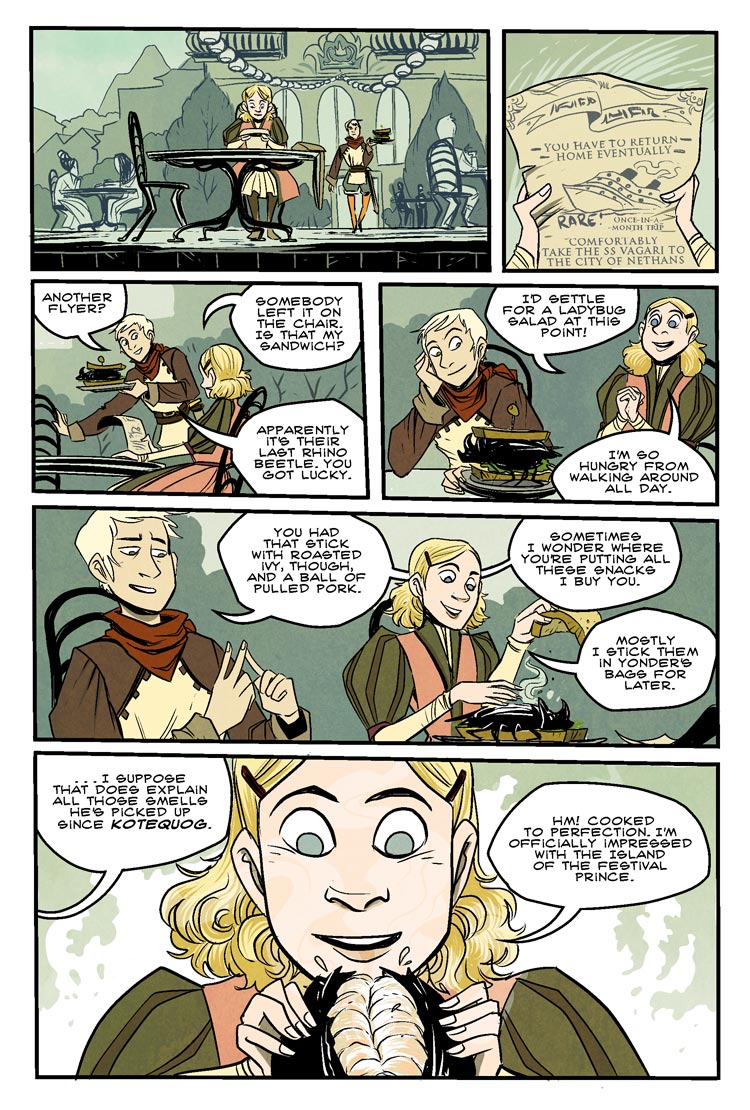 THE
YOU HAVE TO RETURN
HOME EVENTUALLY
RARE!
ONCE-IN-A
-MONTH TRIP
COMFORTABLY
TAKE THE SS VAGARI TO
THE CITY OF NETHANS
ANOTHER
FLYER?
SOMEBODY
LEFT IT ON
THE CHAIR.
IS THAT MY
SANDWICH?
APPARENTLY
IT'S THEIR
LAST RHINO
BEETLE. YOU
GOT LUCKY.
I'D SETTLE
FOR A LADYBUG
SALAD AT THIS
POINT!
I'M SO
HUNGRY FROM
WALKING AROUND
ALL DAY.
YOU HAD
THAT STICK
WITH ROASTED
IVY, THOUGH,
AND A BALL OF
PULLED PORK.
SOMETIMES
I WONDER WHERE
YOU'RE PUTTING ALL
THESE SNACKS
I BUY YOU.
MOSTLY
I STICK THEM
IN YONDER'S
BAGS FOR
LATER.
. . . I SUPPOSE
THAT DOES EXPLAIN
ALL THOSE SMELLS
HE'S PICKED UP
SINCE KOTEQUOG.
HM! COOKED
TO PERFECTION. I'M
OFFICIALLY IMPRESSED
WITH THE ISLAND
OF THE FESTIVAL
PRINCE.